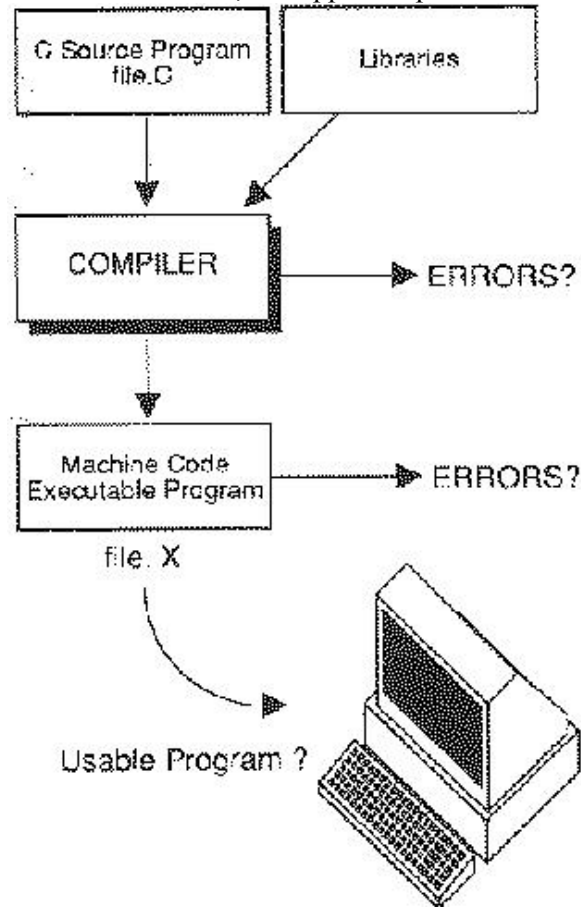 C Source Program
file.C
Libraries
COMPILER
ERRORS?
Machine Code
Executable Program
ERRORS?
file. X
Usable Program ?